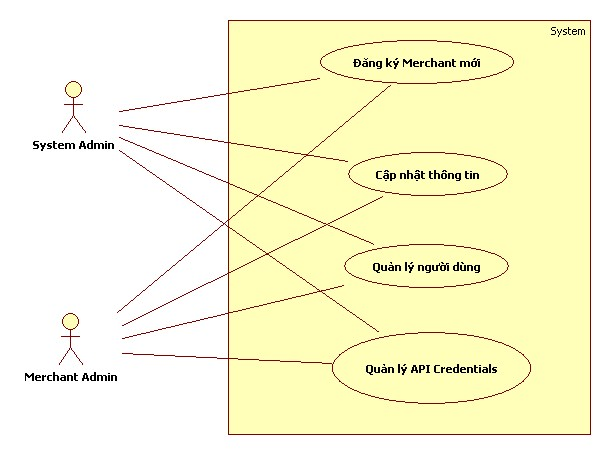 System
Đăng ký Merchant mới
System Admin
Cập nhật thông tin
Quản lý người dùng
Merchant Admin
Quản lý API Credentials